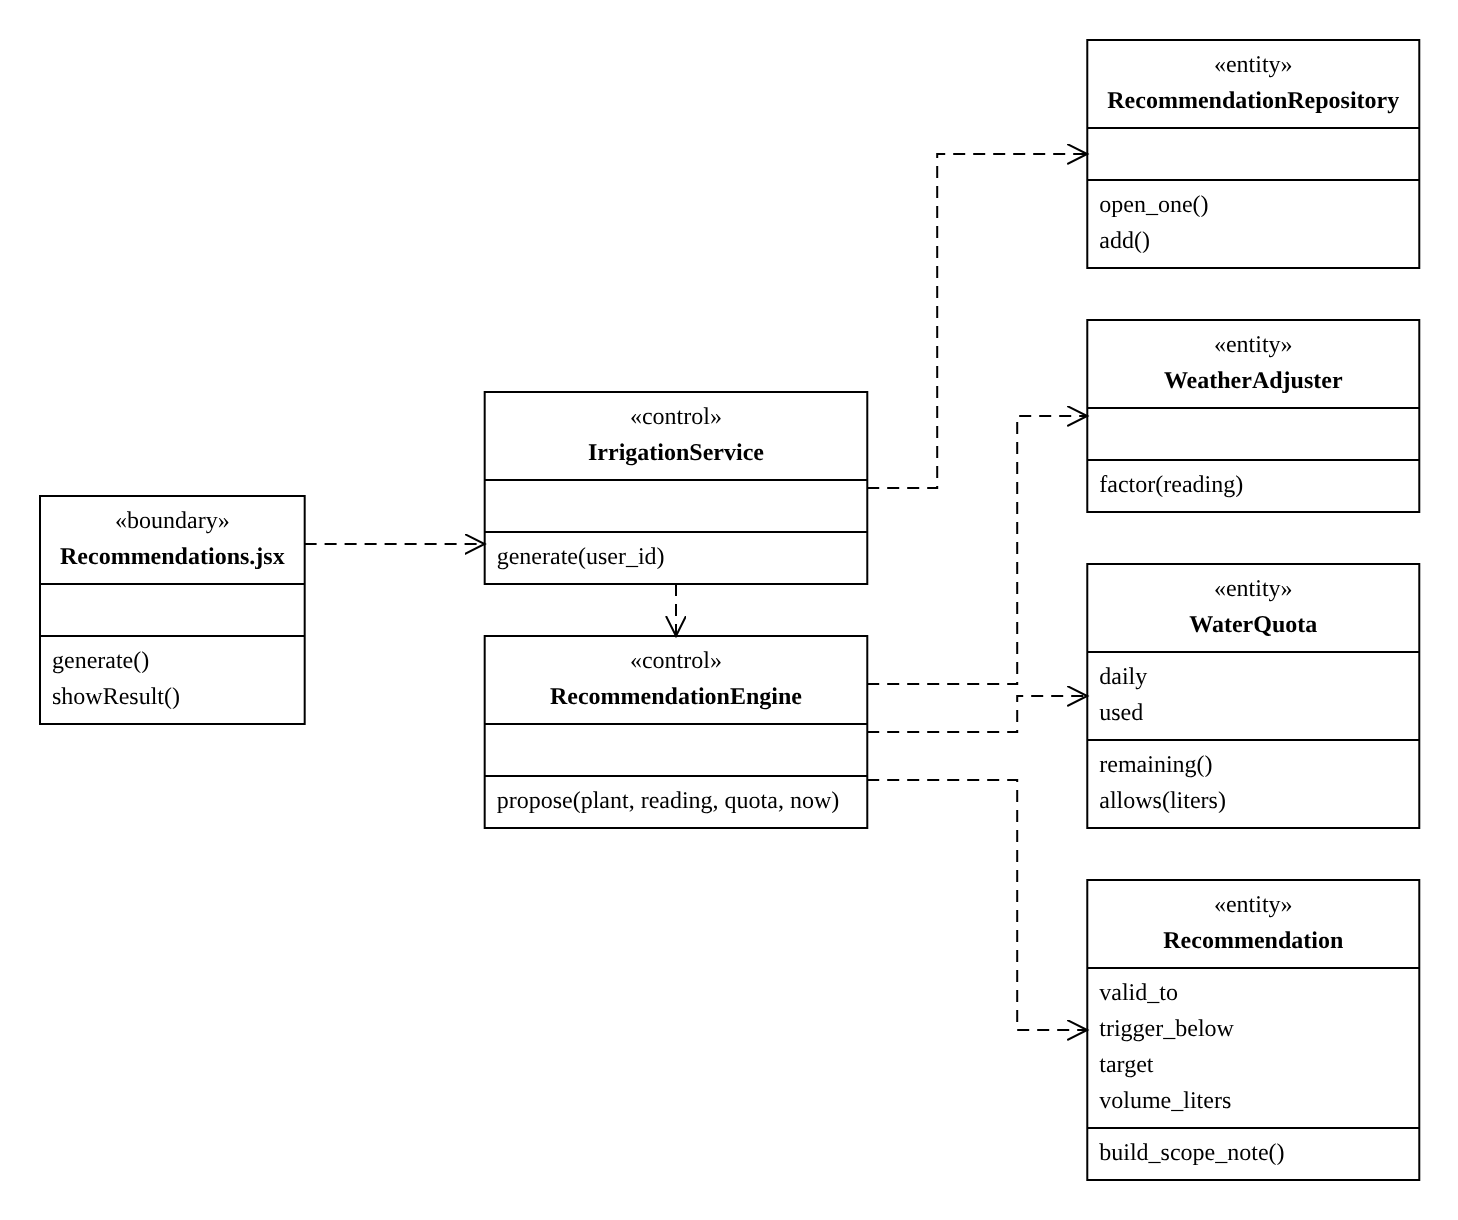 «boundary»
Recommendations.jsx
generate()
showResult()
«control»
IrrigationService
generate(user_id)
«control»
RecommendationEngine
propose(plant, reading, quota, now)
«entity»
RecommendationRepository
open_one()
add()
«entity»
WeatherAdjuster
factor(reading)
«entity»
WaterQuota
daily
used
remaining()
allows(liters)
«entity»
Recommendation
valid_to
trigger_below
target
volume_liters
build_scope_note()